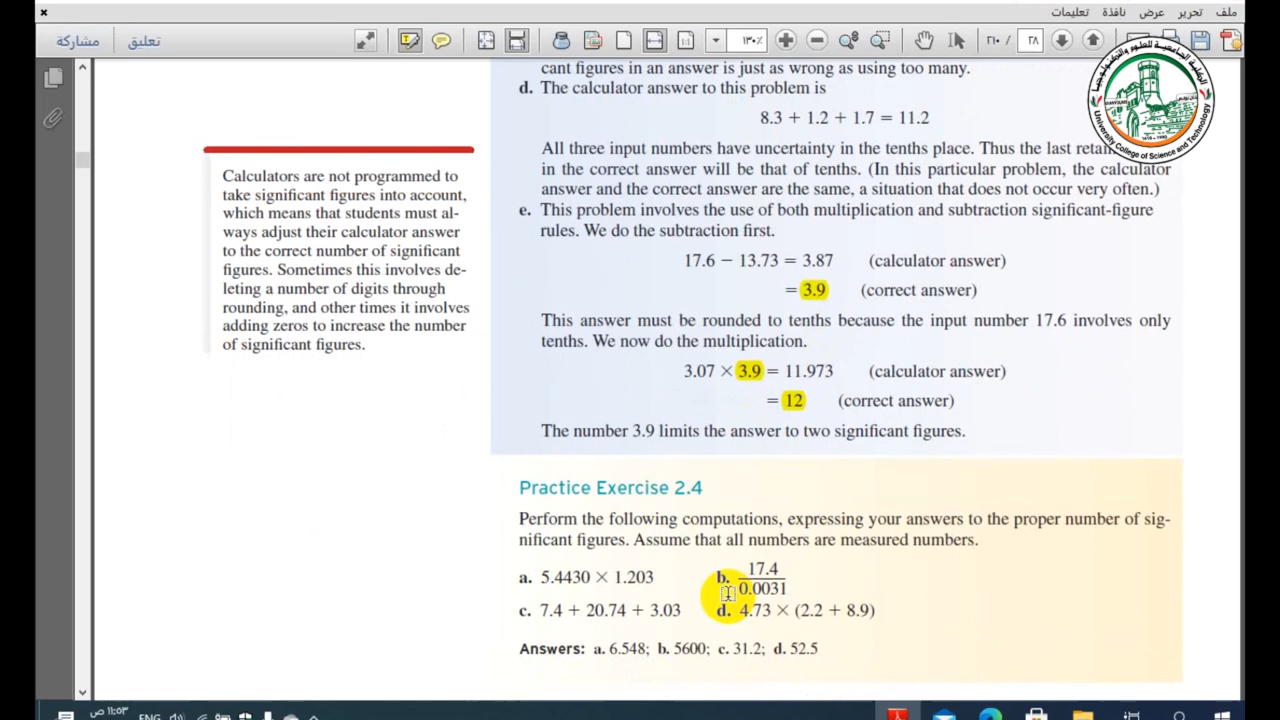 ملف تحرير عرض نافذة تعليمات
مشاركة تعليق ١٣٠٪ ٢١٠ / ٢٨
cant figures in an answer is just as wrong as using too many.
d. The calculator answer to this problem is
8.3 + 1.2 + 1.7 = 11.2
All three input numbers have uncertainty in the tenths place. Thus the last retai
in the correct answer will be that of tenths. (In this particular problem, the calculator
answer and the correct answer are the same, a situation that does not occur very often.)
e. This problem involves the use of both multiplication and subtraction significant-figure
rules. We do the subtraction first.
17.6 − 13.73 = 3.87 (calculator answer)
= 3.9 (correct answer)
This answer must be rounded to tenths because the input number 17.6 involves only
tenths. We now do the multiplication.
3.07 × 3.9 = 11.973 (calculator answer)
= 12 (correct answer)
The number 3.9 limits the answer to two significant figures.
Calculators are not programmed to
take significant figures into account,
which means that students must al-
ways adjust their calculator answer
to the correct number of significant
figures. Sometimes this involves de-
leting a number of digits through
rounding, and other times it involves
adding zeros to increase the number
of significant figures.
Practice Exercise 2.4
Perform the following computations, expressing your answers to the proper number of sig-
nificant figures. Assume that all numbers are measured numbers.
a. 5.4430 × 1.203 b. 17.4
0.0031
c. 7.4 + 20.74 + 3.03 d. 4.73 × (2.2 + 8.9)
Answers: a. 6.548; b. 5600; c. 31.2; d. 52.5
University College of Science and Technology
١١:٥٣ ص ENG